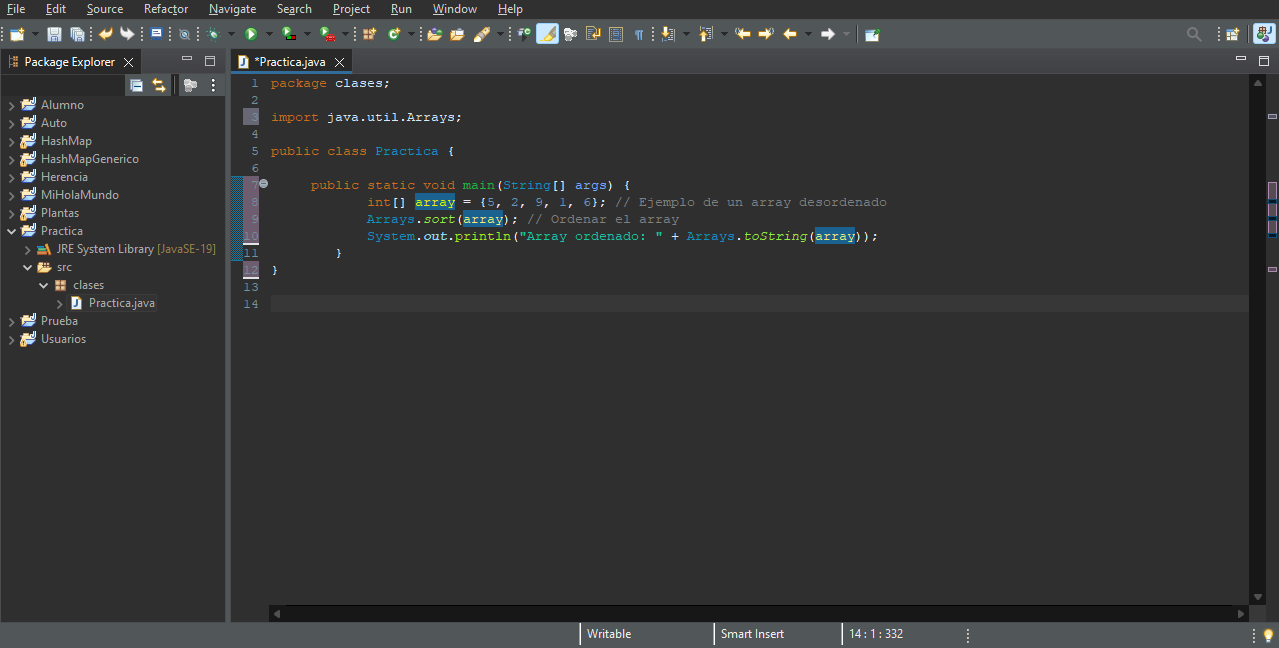 File Edit Source Refactor Navigate Search Project Run Window Help
Package Explorer
Alumno
Auto
HashMap
HashMapGenerico
Herencia
MiHolaMundo
Plantas
Practica
JRE System Library [JavaSE-19]
src
clases
Practica.java
Prueba
Usuarios
*Practica.java
1 package clases;
2
3 import java.util.Arrays;
4
5 public class Practica {
6
7 public static void main(String[] args) {
8 int[] array = {5, 2, 9, 1, 6}; // Ejemplo de un array desordenado
9 Arrays.sort(array); // Ordenar el array
10 System.out.println("Array ordenado: " + Arrays.toString(array));
11 }
12 }
13
14
Writable Smart Insert 14 : 1 : 332